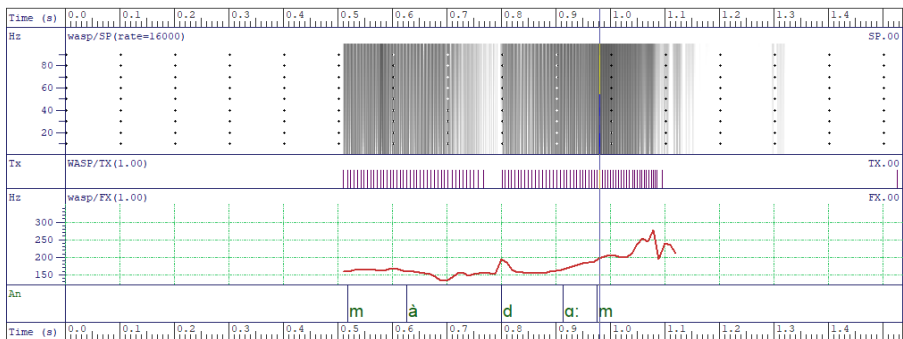 Time (s) 0.0 0.1 0.2 0.3 0.4 0.5 0.6 0.7 0.8 0.9 1.0 1.1 1.2 1.3 1.4
Hz wasp/SP(rate=16000) SP.00
80
60
40
20
Tx WASP/TX(1.00) TX.00
Hz wasp/FX(1.00) FX.00
300
250
200
150
An
m à d ɑ: m
Time (s) 0.0 0.1 0.2 0.3 0.4 0.5 0.6 0.7 0.8 0.9 1.0 1.1 1.2 1.3 1.4